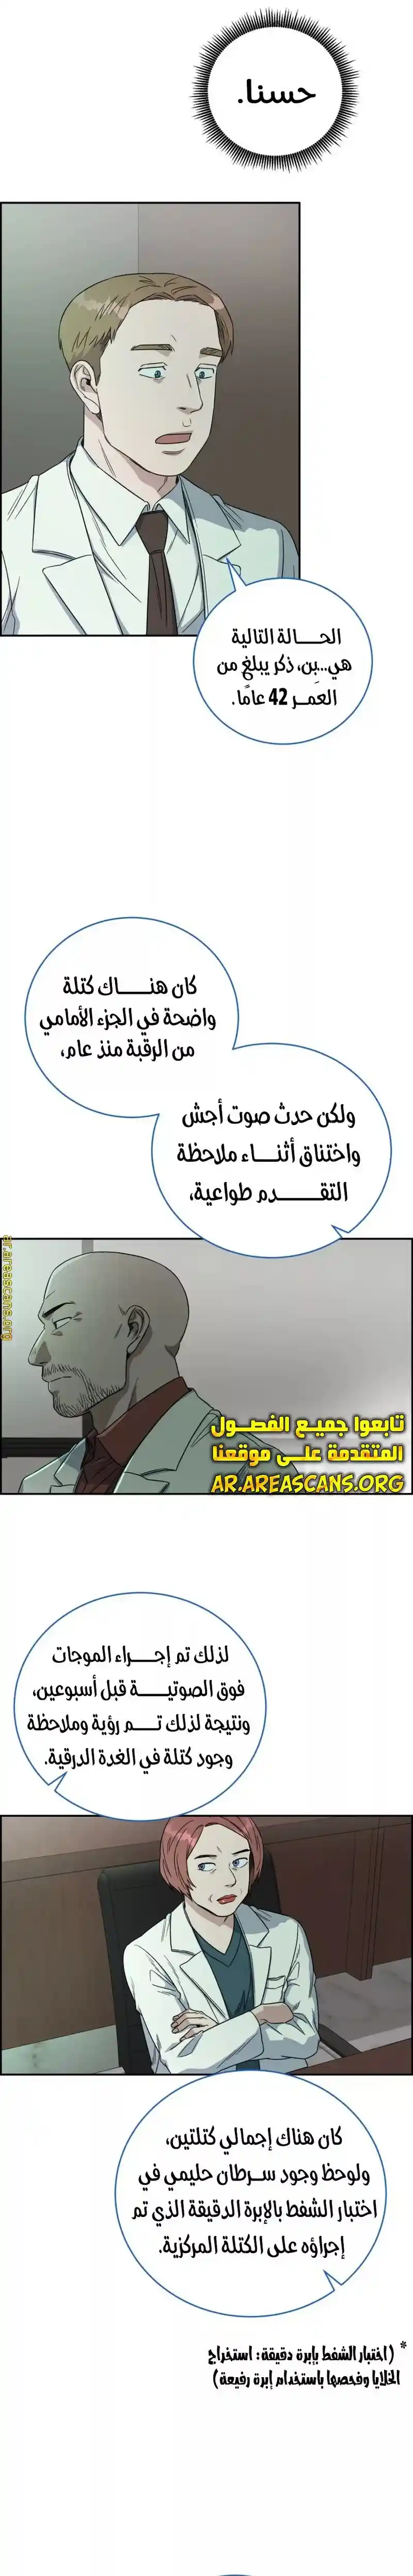 حسنا.
الحالة التالية
هي...بِن، ذكر يبلغ من
العمر 42 عامًا.
كان هناك كتلة
واضحة في الجزء الأمامي
من الرقبة منذ عام،
ولكن حدث صوت أجش
واختناق أثناء ملاحظة
التقدم طواعية،
ar.areascans.org
تابعوا جميع الفصول
المتقدمة على موقعنا
AR.AREASCANS.ORG
لذلك تم إجراء الموجات
فوق الصوتية قبل أسبوعين،
ونتيجة لذلك تم رؤية وملاحظة
وجود كتلة في الغدة الدرقية.
كان هناك إجمالي كتلتين،
ولوحظ وجود سرطان حليمي في
اختبار الشفط بالإبرة الدقيقة الذي تم
إجراؤه على الكتلة المركزية.
* (اختبار الشفط بإبرة دقيقة: استخراج
الخلايا وفحصها باستخدام إبرة رفيعة)